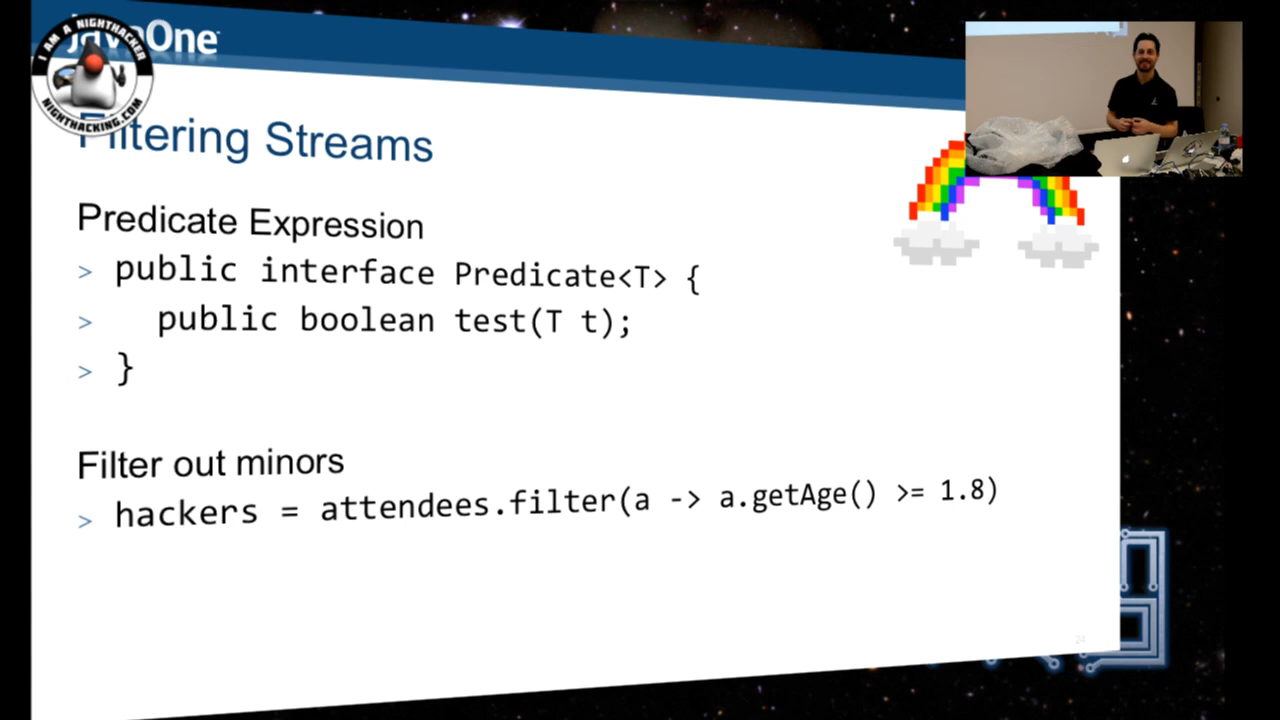 I AM A NIGHTHACKER
NIGHTHACKING.COM
JavaOne
Filtering Streams
Predicate Expression
> public interface Predicate<T> {
> public boolean test(T t);
> }
Filter out minors
> hackers = attendees.filter(a -> a.getAge() >= 1.8)
24